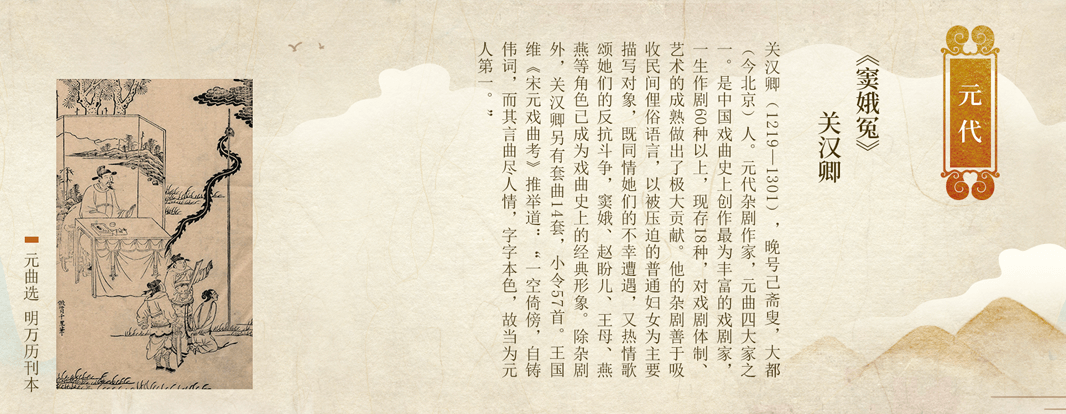 元代
《窦娥冤》
关汉卿
关汉卿（1219—1301），晚号己斋叟，大都
（今北京）人。元代杂剧作家，元曲四大家之
一。是中国戏曲史上创作最为丰富的戏剧家，
一生作剧60种以上，现存18种，对戏剧体制、
艺术的成熟做出了极大贡献。他的杂剧善于吸
收民间俚俗语言，以被压迫的普通妇女为主要
描写对象，既同情她们的不幸遭遇，又热情歌
颂她们的反抗斗争，窦娥、赵盼儿、王母、燕
燕等角色己成为戏曲史上的经典形象。除杂剧
外，关汉卿另有套曲14套，小令57首。王国
维《宋元戏曲考》推举道：“一空倚傍，自铸
伟词，而其言曲尽人情，字字本色，故当为元
人第一。”
元曲选 明万历刊本